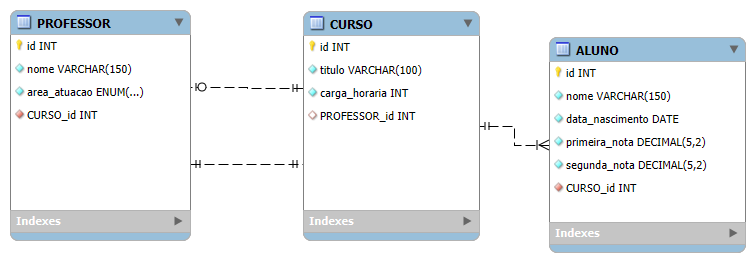 PROFESSOR
id INT
nome VARCHAR(150)
area_atuacao ENUM(...)
CURSO_id INT
Indexes
CURSO
id INT
titulo VARCHAR(100)
carga_horaria INT
PROFESSOR_id INT
Indexes
ALUNO
id INT
nome VARCHAR(150)
data_nascimento DATE
primeira_nota DECIMAL(5,2)
segunda_nota DECIMAL(5,2)
CURSO_id INT
Indexes